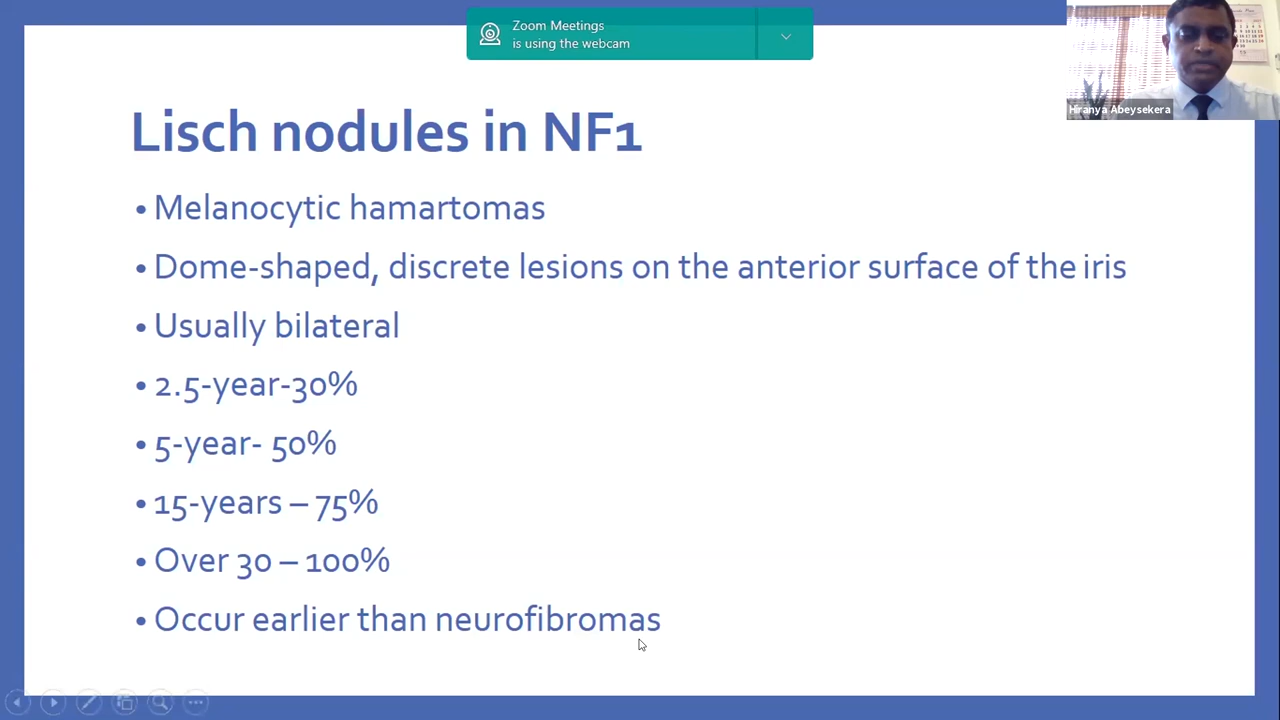 Zoom Meetings
is using the webcam
Hiranya Abeysekera
Lisch nodules in NF1
• Melanocytic hamartomas
• Dome-shaped, discrete lesions on the anterior surface of the iris
• Usually bilateral
• 2.5-year-30%
• 5-year- 50%
• 15-years – 75%
• Over 30 – 100%
• Occur earlier than neurofibromas